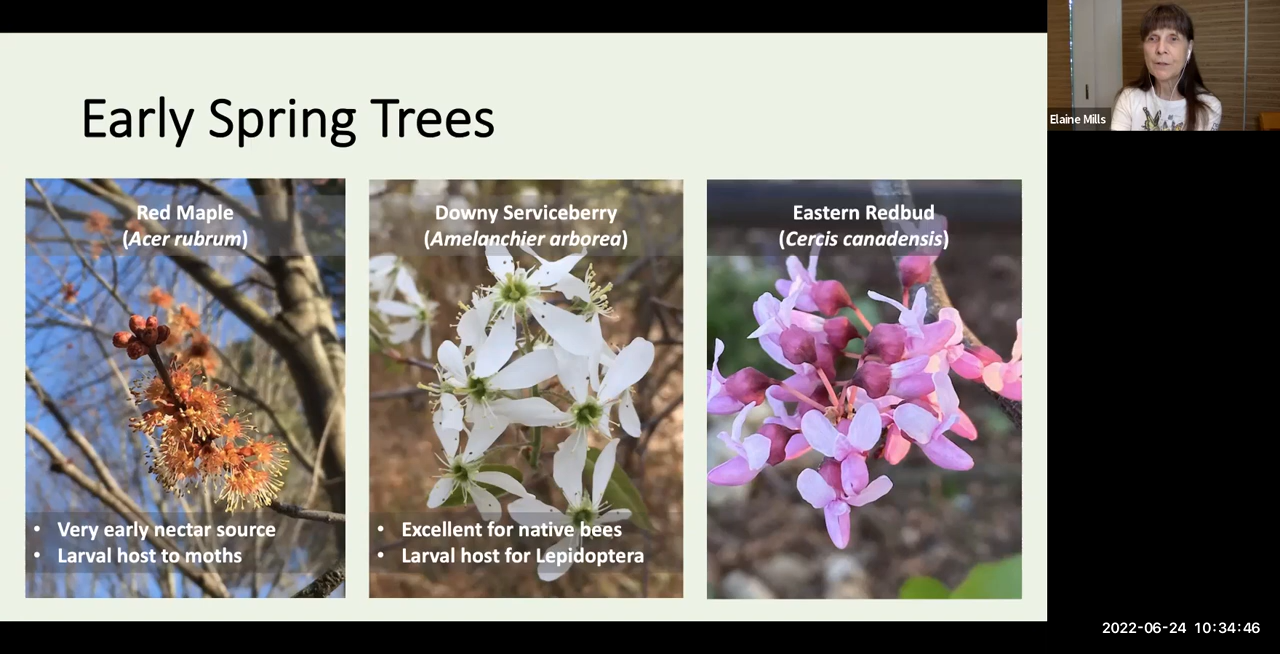 Early Spring Trees
Red Maple
(Acer rubrum)
• Very early nectar source
• Larval host to moths
Downy Serviceberry
(Amelanchier arborea)
• Excellent for native bees
• Larval host for Lepidoptera
Eastern Redbud
(Cercis canadensis)
Elaine Mills
2022-06-24 10:34:46